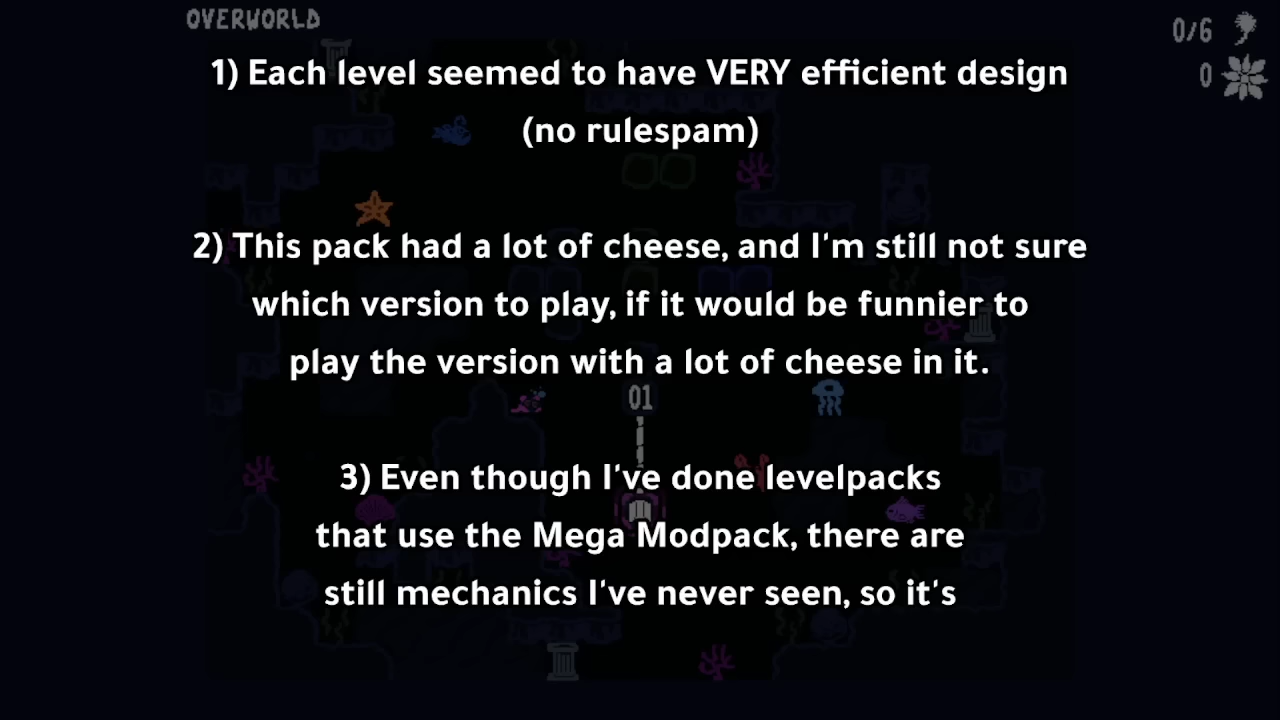 OVERWORLD
0/6
0
1) Each level seemed to have VERY efficient design
(no rulespam)
2) This pack had a lot of cheese, and I'm still not sure
which version to play, if it would be funnier to
play the version with a lot of cheese in it.
01
3) Even though I've done levelpacks
that use the Mega Modpack, there are
still mechanics I've never seen, so it's